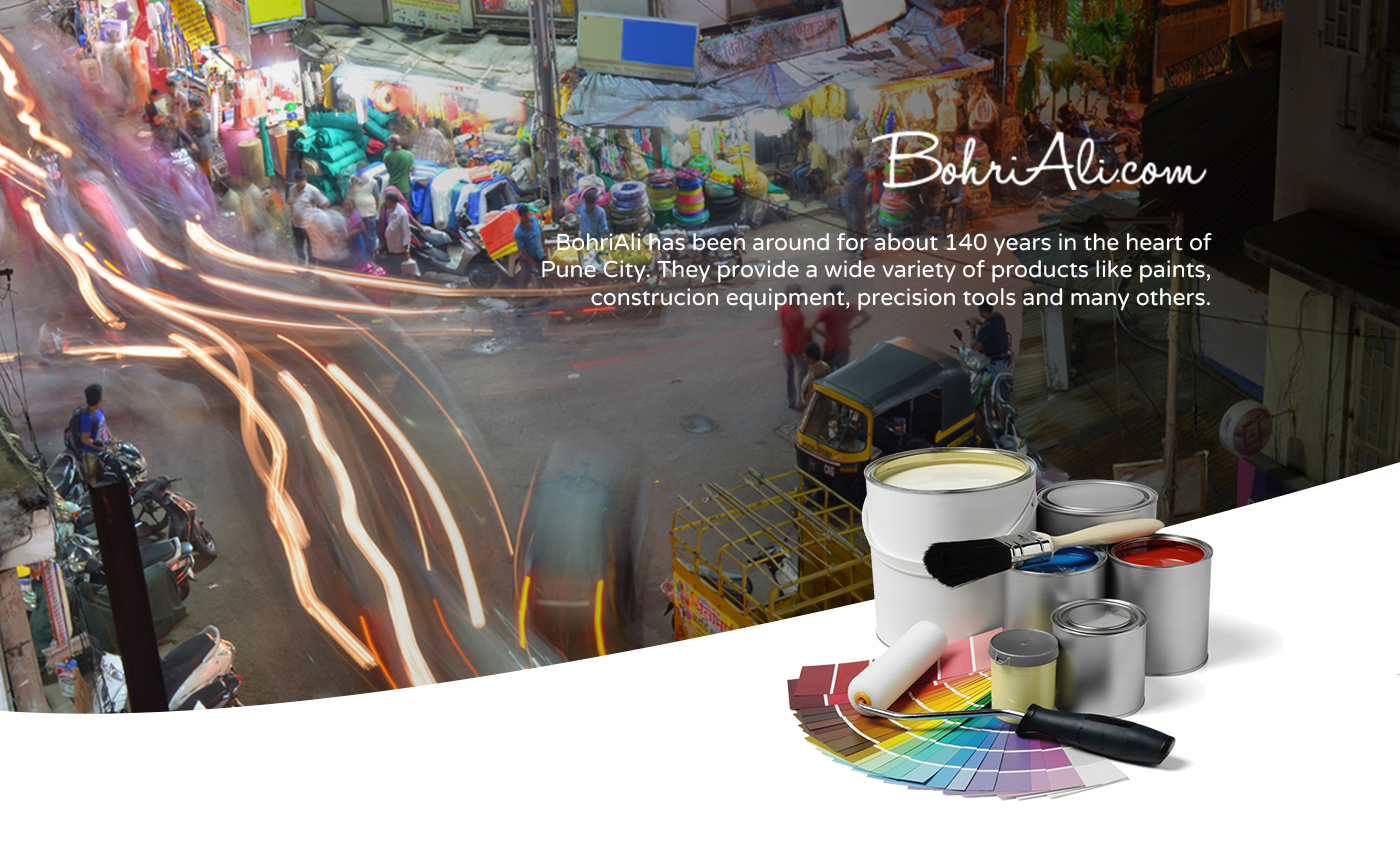 BohriAli.com
BohriAli has been around for about 140 years in the heart of
Pune City. They provide a wide variety of products like paints,
construcion equipment, precision tools and many others.
CNG